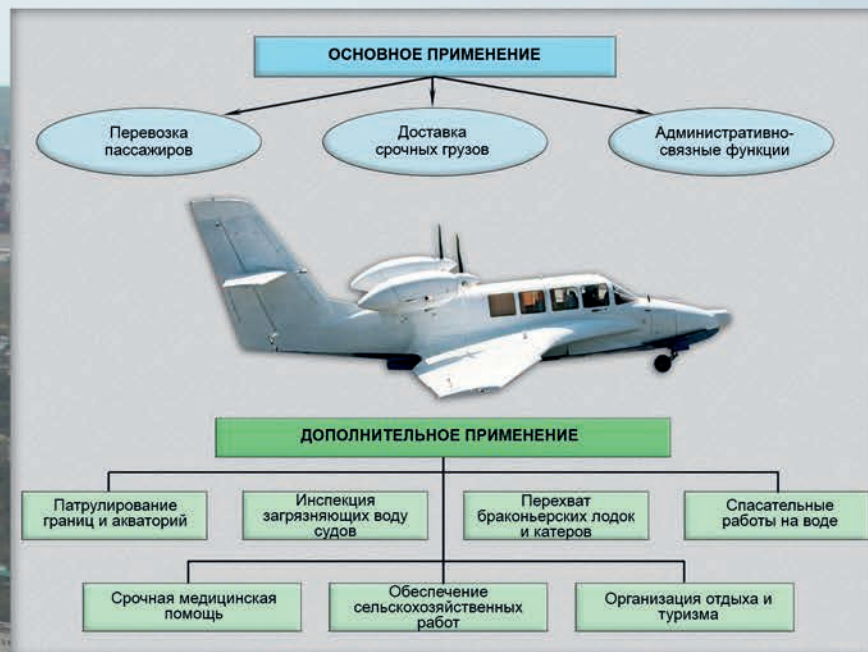 ОСНОВНОЕ ПРИМЕНЕНИЕ
Перевозка
пассажиров
Доставка
срочных грузов
Административно-
связные функции
ДОПОЛНИТЕЛЬНОЕ ПРИМЕНЕНИЕ
Патрулирование
границ и акваторий
Инспекция
загрязняющих воду
судов
Перехват
браконьерских лодок
и катеров
Спасательные
работы на воде
Срочная медицинская
помощь
Обеспечение
сельскохозяйственных
работ
Организация отдыха и
туризма